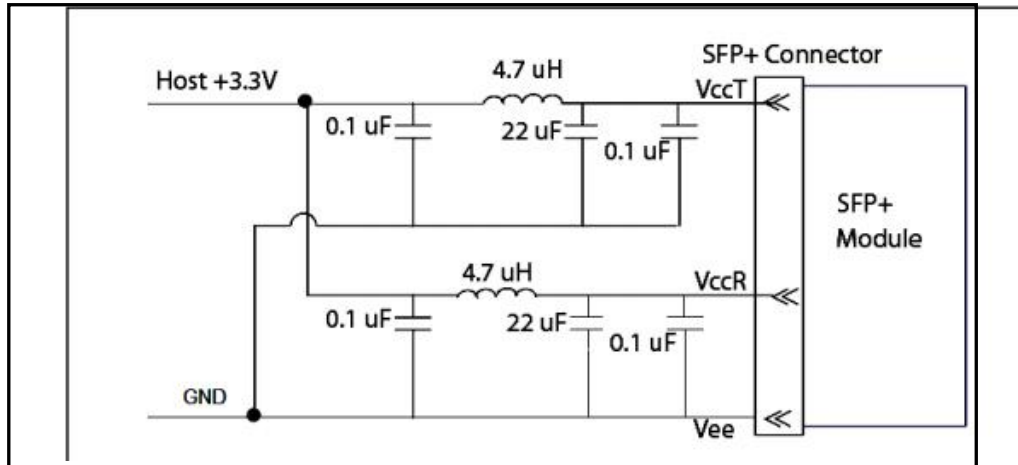 SFP+ Connector
4.7 uH
VccT
Host +3.3V
0.1 uF
22 uF
0.1 uF
SFP+
Module
4.7 uH
VccR
0.1 uF
22 uF
0.1 uF
GND
Vee